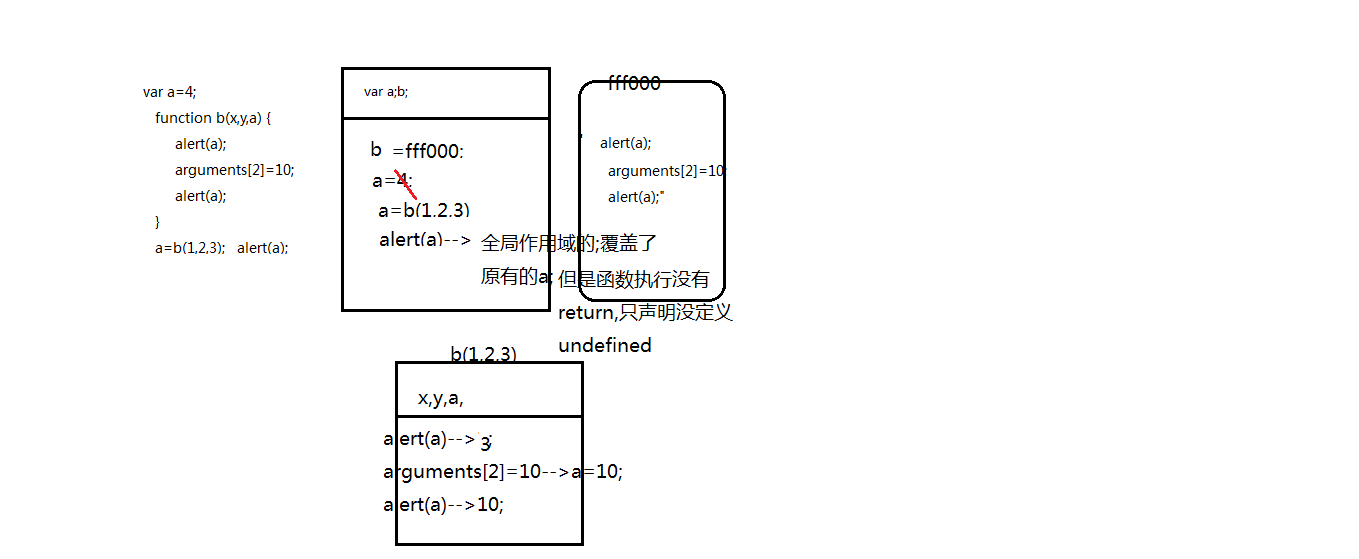 var a=4;
function b(x,y,a) {
alert(a);
arguments[2]=10;
alert(a);
}
a=b(1,2,3);   alert(a);
var a;b;
b =fff000:
a=4;
a=b(1,2,3)
alert(a)--> 全局作用域的;覆盖了
原有的a; 但是函数执行没有
return,只声明没定义
undefined
fff000
" alert(a);
arguments[2]=10;
alert(a);"
b(1,2,3)
x,y,a,
alert(a)-->3;
arguments[2]=10-->a=10;
alert(a)-->10;